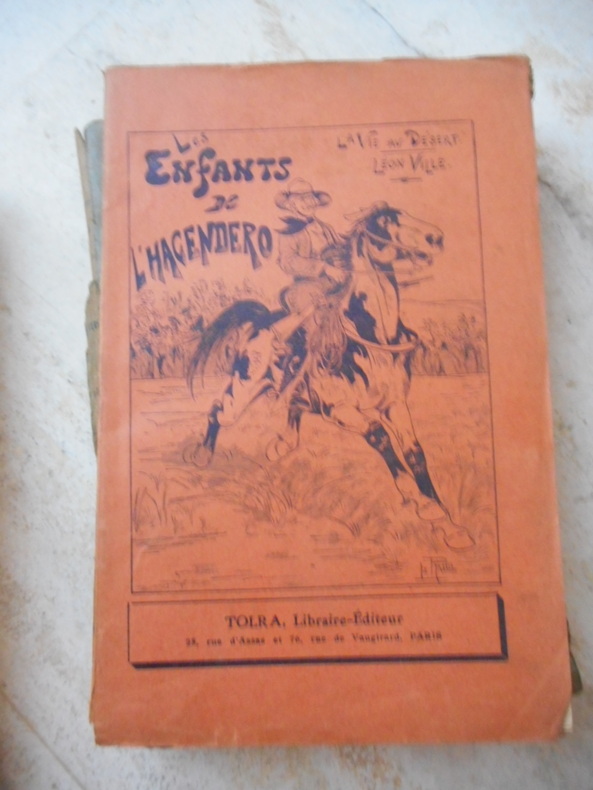 Les
Enfants
de
L'Hacendero
La Vie au Désert
Léon Ville.
TOLRA, Libraire-Éditeur
28, rue d'Assas et 76, rue de Vaugirard, PARIS